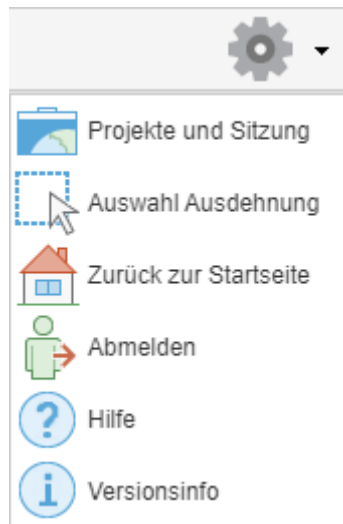 Projekte und Sitzung
Auswahl Ausdehnung
Zurück zur Startseite
Abmelden
Hilfe
Versionsinfo